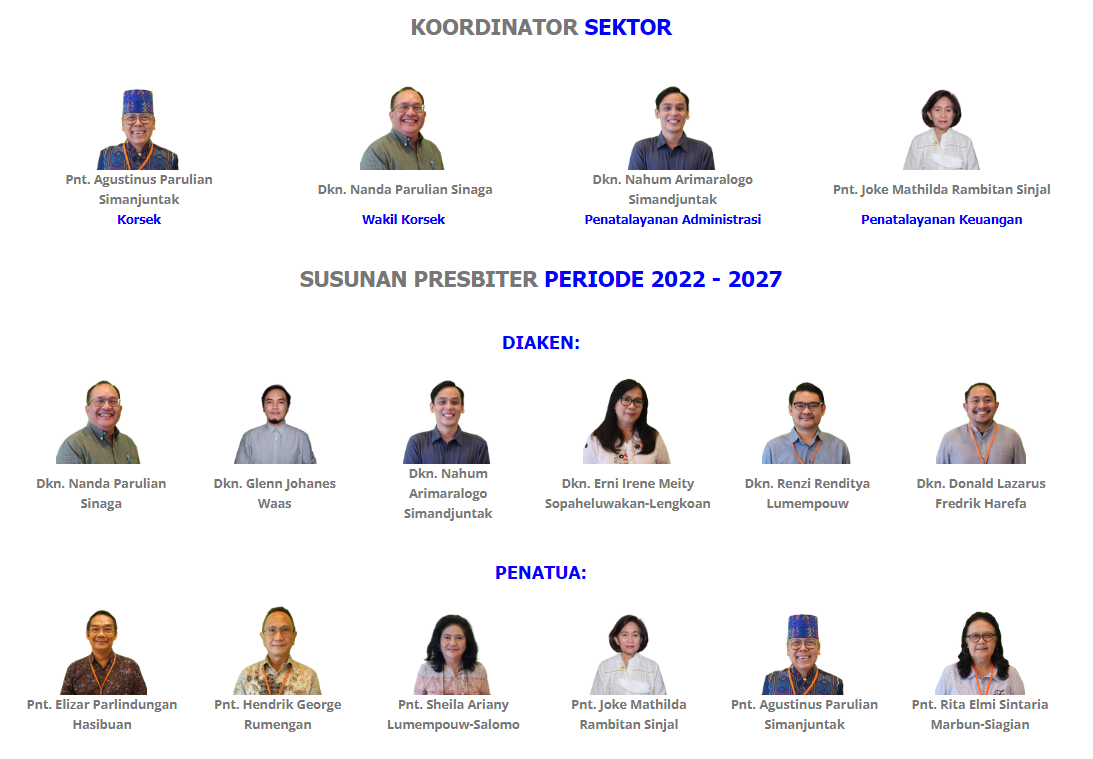 KOORDINATOR SEKTOR
Pnt. Agustinus Parulian
Simanjuntak
Korsek
Dkn. Nanda Parulian Sinaga
Wakil Korsek
Dkn. Nahum Arimaralogo
Simandjuntak
Penatalayanan Administrasi
Pnt. Joke Mathilda Rambitan Sinjal
Penatalayanan Keuangan
SUSUNAN PRESBITER PERIODE 2022 - 2027
DIAKEN:
Dkn. Nanda Parulian
Sinaga
Dkn. Glenn Johanes
Waas
Dkn. Nahum
Arimaralogo
Simandjuntak
Dkn. Erni Irene Meity
Sopaheluwakan-Lengkoan
Dkn. Renzi Renditya
Lumempouw
Dkn. Donald Lazarus
Fredrik Harefa
PENATUA:
Pnt. Elizar Parlindungan
Hasibuan
Pnt. Hendrik George
Rumengan
Pnt. Sheila Ariany
Lumempouw-Salomo
Pnt. Joke Mathilda
Rambitan Sinjal
Pnt. Agustinus Parulian
Simanjuntak
Pnt. Rita Elmi Sintaria
Marbun-Siagian